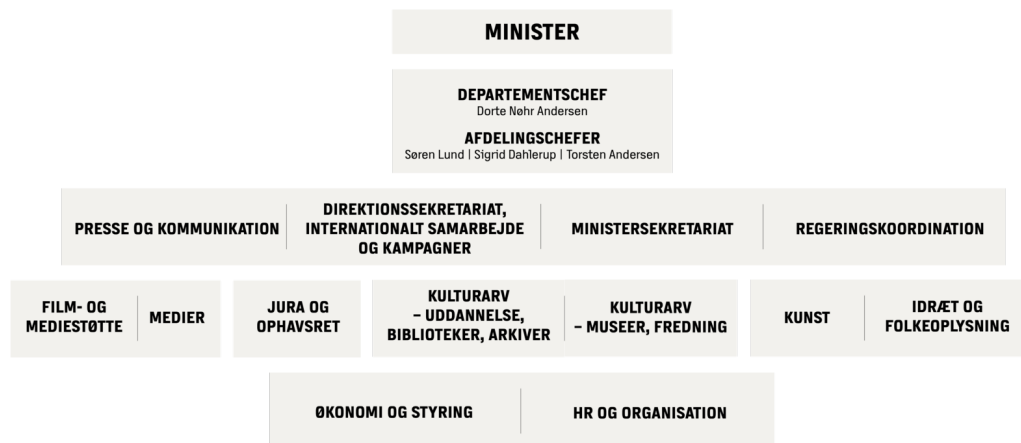 MINISTER
DEPARTEMENTSCHEF
Dorte Nøhr Andersen
AFDELINGSCHEFER
Søren Lund | Sigrid Dahlerup | Torsten Andersen
PRESSE OG KOMMUNIKATION
DIREKTIONSSEKRETARIAT,
INTERNATIONALT SAMARBEJDE
OG KAMPAGNER
MINISTERSEKRETARIAT
REGERINGSKOORDINATION
FILM- OG
MEDIESTØTTE
MEDIER
JURA OG
OPHAVSRET
KULTURARV
– UDDANNELSE,
BIBLIOTEKER, ARKIVER
KULTURARV
– MUSEER, FREDNING
KUNST
IDRÆT OG
FOLKEOPLYSNING
ØKONOMI OG STYRING
HR OG ORGANISATION